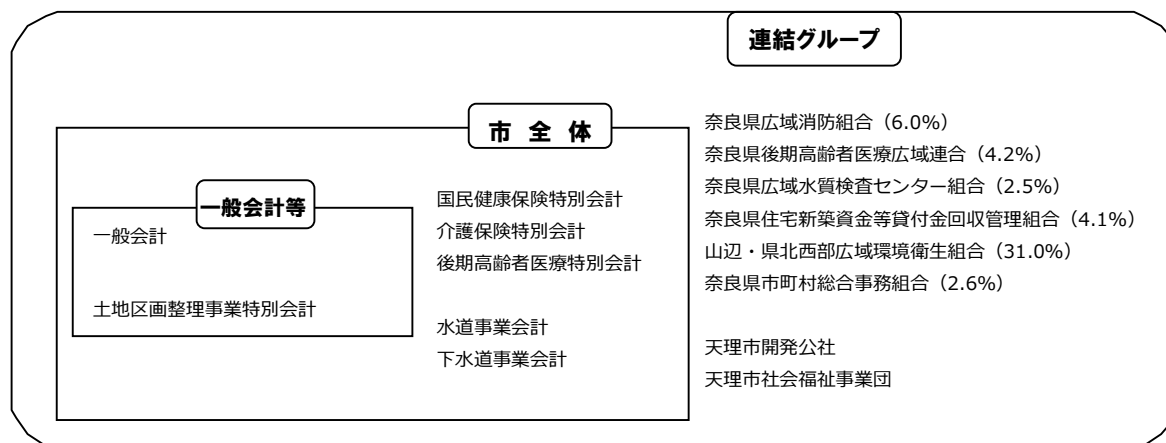 連結グループ
市 全 体
一般会計等
一般会計
土地区画整理事業特別会計
国民健康保険特別会計
介護保険特別会計
後期高齢者医療特別会計
水道事業会計
下水道事業会計
奈良県広域消防組合（6.0%）
奈良県後期高齢者医療広域連合（4.2%）
奈良県広域水質検査センター組合（2.5%）
奈良県住宅新築資金等貸付金回収管理組合（4.1%）
山辺・県北西部広域環境衛生組合（31.0%）
奈良県市町村総合事務組合（2.6%）
天理市開発公社
天理市社会福祉事業団